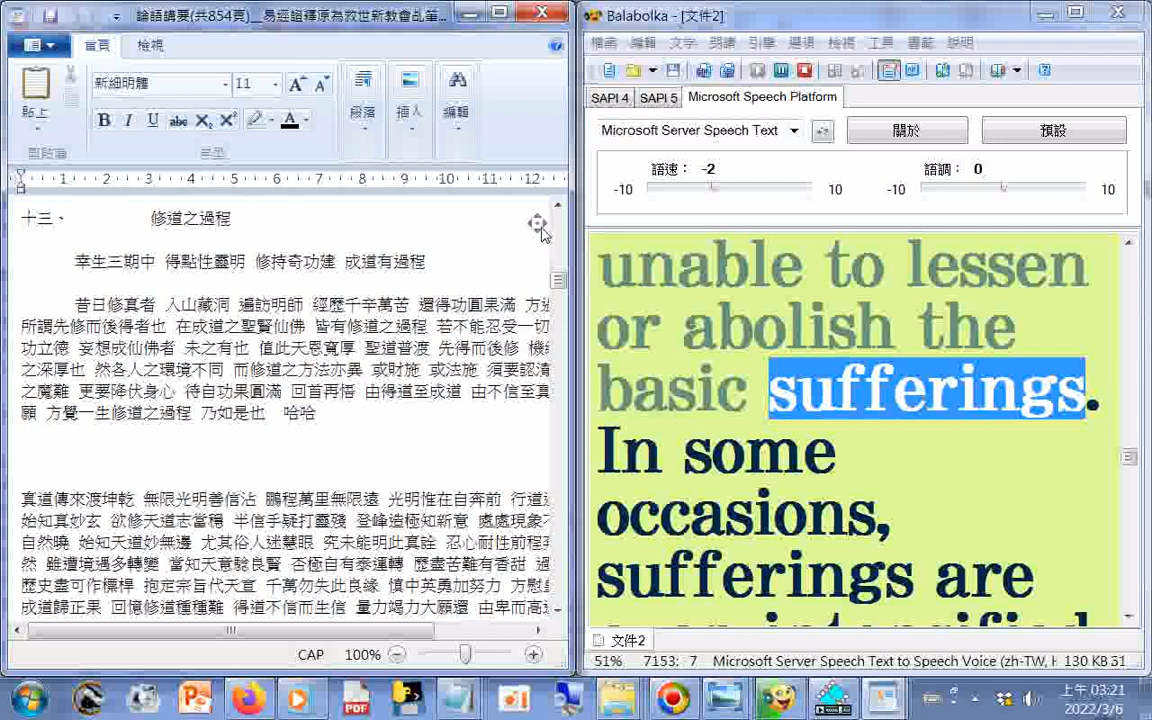 論語講要(共854頁)__易經證釋原為救世新教會乩筆...
首頁
檢視
貼上
剪貼簿
新細明體
11
字型
段落
插入
編輯
1 2 3 4 5 6 7 8 9 10 11 12
十三、 修道之過程
幸生三期中 得點性靈明 修持奇功建 成道有過程
昔日修真者 入山藏洞 遍訪明師 經歷千辛萬苦 還得功圓果滿 方
所謂先修而後得者也 在成道之聖賢仙佛 皆有修道之過程 若不能忍受一切
功立德 妄想成仙佛者 未之有也 值此天恩寬厚 聖道普渡 先得而後修 機
之深厚也 然各人之環境不同 而修道之方法亦異 或財施 或法施 須要認清
之魔難 更要降伏身心 待自功果圓滿 回首再悟 由得道至成道 由不信至真
願 方覺一生修道之過程 乃如是也 哈哈
真道傳來渡坤乾 無限光明善信沾 鵬程萬里無限遠 光明惟在自奔前 行道
始知真妙玄 欲修天道志當穩 半信半疑打靈殘 登峰造極知新意 處處現象
自然曉 始知天道妙無邊 尤其俗人迷慧眼 究未能明此真詮 忍心耐性前程
然 雖遭境遇多轉變 當知天意驗良賢 否極自有泰運轉 歷盡苦難有香甜
歷史盡可作標桿 抱定宗旨代天宣 千萬勿失此良緣 慎中英勇加努力 方慰
成道歸正果 回憶修道種種難 得道不信而生信 量力竭力大願還 由卑而高
CAP 100%
Balabolka - [文件2]
檔案 編輯 文字 朗讀 引擎 選項 檢視 工具 書籤 說明
SAPI 4 SAPI 5 Microsoft Speech Platform
Microsoft Server Speech Text
關於
預設
語速： -2
語調： 0
-10 10 -10 10
unable to lessen
or abolish the
basic sufferings.
In some
occasions,
sufferings are
文件2
51% 7153: 7 Microsoft Server Speech Text to Speech Voice (zh-TW, H 130 KB
上午 03:21
2022/3/6